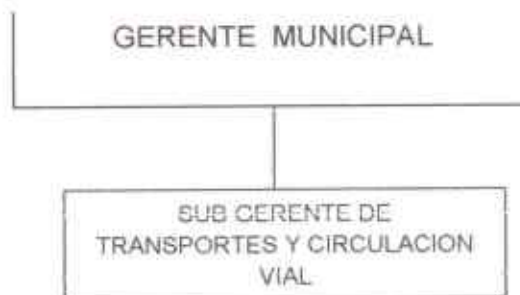 GERENTE MUNICIPAL
SUB GERENTE DE
TRANSPORTES Y CIRCULACION
VIAL